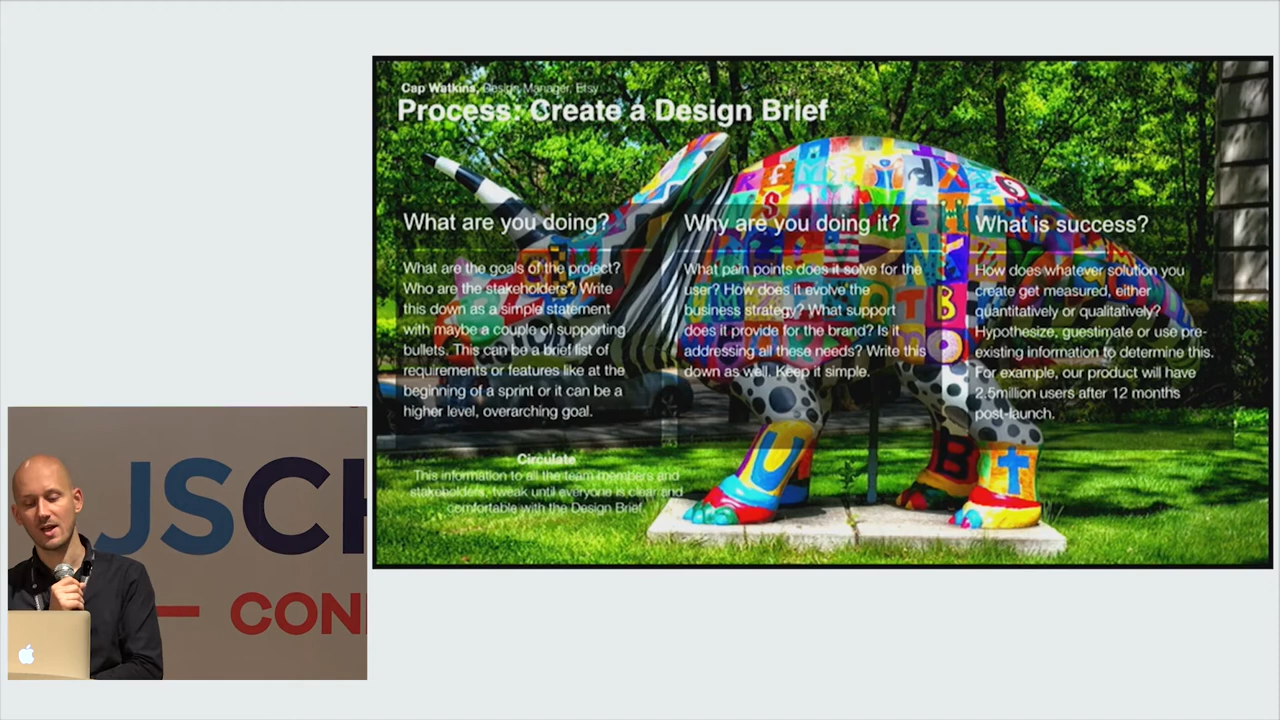 Cap Watkins, Design Manager, Etsy
Process: Create a Design Brief
What are you doing?
What are the goals of the project?
Who are the stakeholders? Write
this down as a simple statement
with maybe a couple of supporting
bullets. This can be a brief list of
requirements or features like at the
beginning of a sprint or it can be a
higher level, overarching goal.
Why are you doing it?
What pain points does it solve for the
user? How does it evolve the
business strategy? What support
does it provide for the brand? Is it
addressing all these needs? Write this
down as well. Keep it simple.
What is success?
How does whatever solution you
create get measured, either
quantitatively or qualitatively?
Hypothesize, guestimate or use pre-
existing information to determine this.
For example, our product will have
2.5million users after 12 months
post-launch.
Circulate
This information to all the team members and
stakeholders, tweak until everyone is clear and
comfortable with the Design Brief
U
B
t
JSC
CON